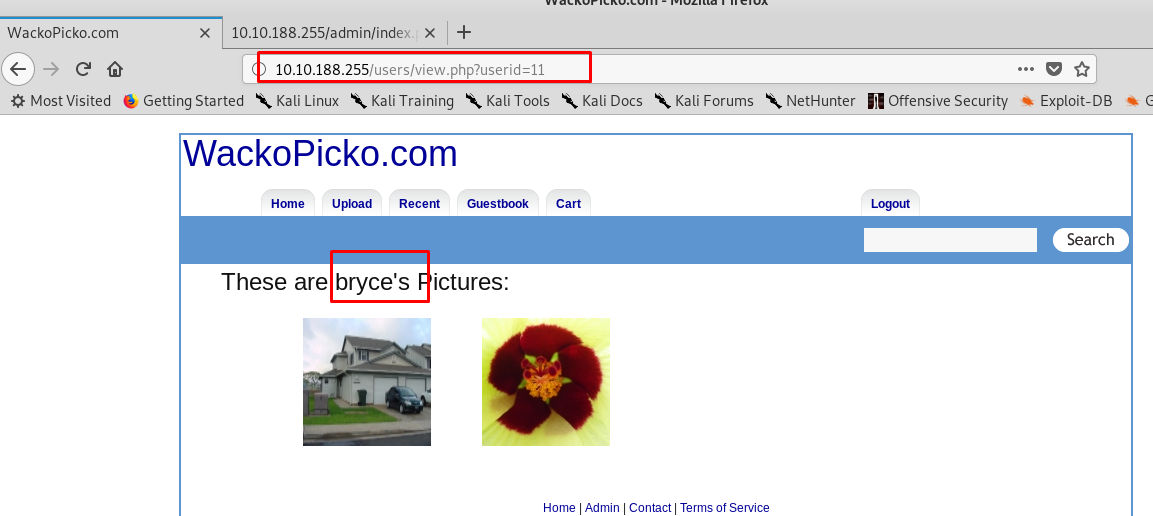 WackoPicko.com - Mozilla Firefox
WackoPicko.com 10.10.188.255/admin/index.
10.10.188.255/users/view.php?userid=11
Most Visited Getting Started Kali Linux Kali Training Kali Tools Kali Docs Kali Forums NetHunter Offensive Security Exploit-DB
WackoPicko.com
Home Upload Recent Guestbook Cart Logout
Search
These are bryce's Pictures:
Home | Admin | Contact | Terms of Service